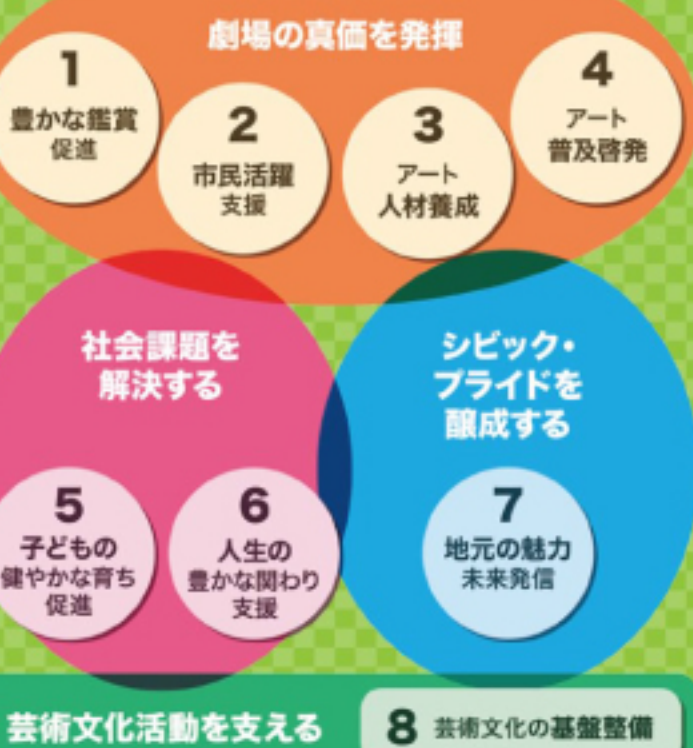 劇場の真価を発揮
1
豊かな鑑賞
促進
2
市民活躍
支援
3
アート
人材養成
4
アート
普及啓発
社会課題を
解決する
5
子どもの
健やかな育ち
促進
6
人生の
豊かな関わり
支援
シビック・
プライドを
醸成する
7
地元の魅力
未来発信
芸術文化活動を支える
8 芸術文化の基盤整備